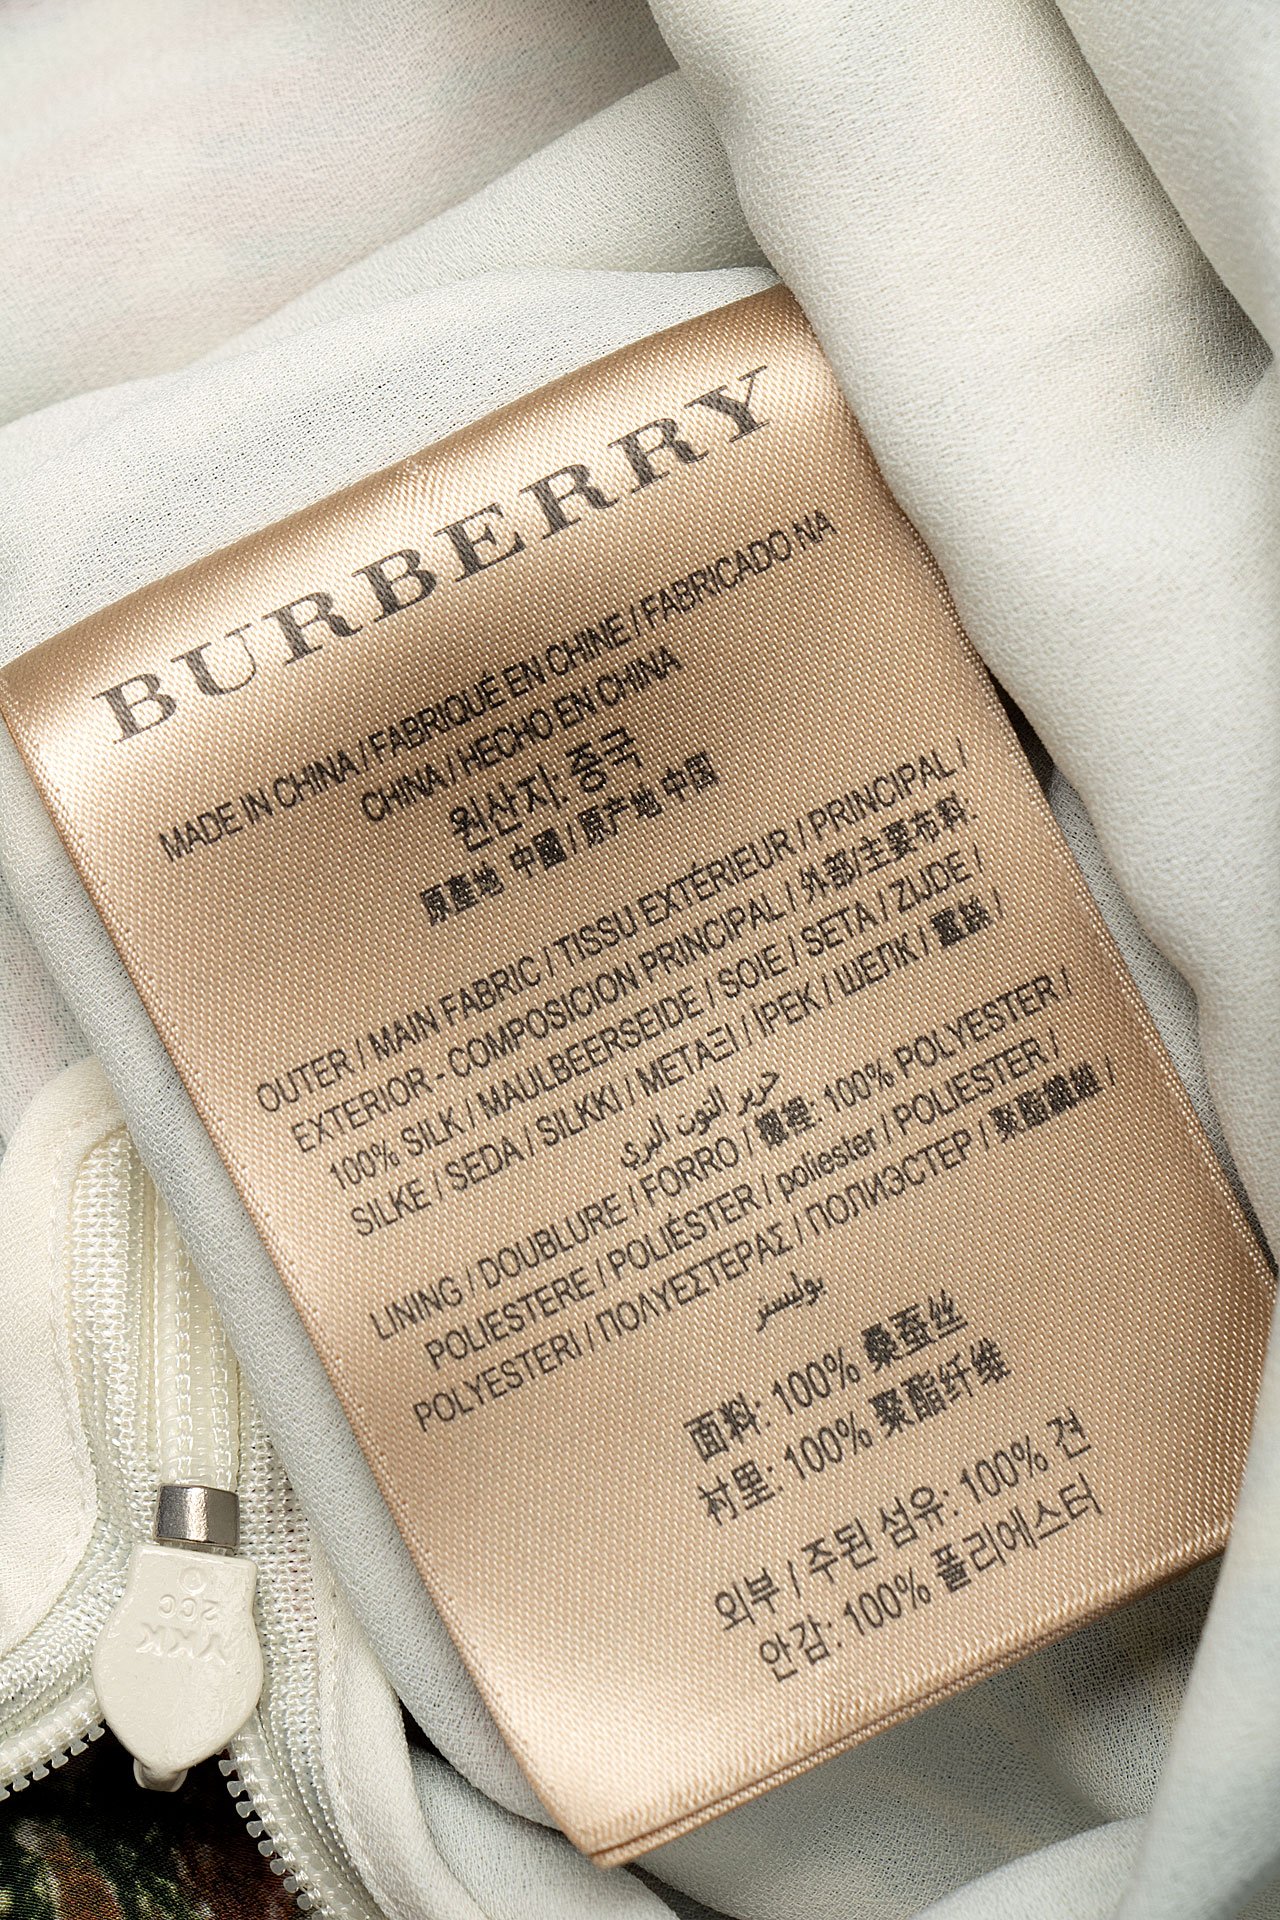 BURBERRY
MADE IN CHINA / FABRIQUE EN CHINE / FABRICADO NA
CHINA / HECHO EN CHINA
원산지: 중국
原產地 中國 / 原产地 中国
OUTER / MAIN FABRIC / TISSU EXTÉRIEUR / PRINCIPAL /
EXTERIOR - COMPOSICION PRINCIPAL / 外部/主要布料:
100% SILK / MAULBEERSEIDE / SOIE / SETA / ZIJDE /
SILKE / SEDA / SILKKI / ΜΕΤΑΞΙ / IPEK / ШЕЛК / 蠶絲 /
حرير التوت البري
LINING / DOUBLURE / FORRO / 襯裡: 100% POLYESTER /
POLIESTERE / POLIÉSTER / poliester / POLIESTER /
POLYESTERI / ΠΟΛΥΕΣΤΕΡΑΣ / ПОЛИЭСТЕР / 聚酯纖維 /
بوليستر
面料: 100% 桑蚕丝
衬里: 100% 聚酯纤维
외부 / 주된 섬유: 100% 견
안감: 100% 폴리에스터
YKK
2CC